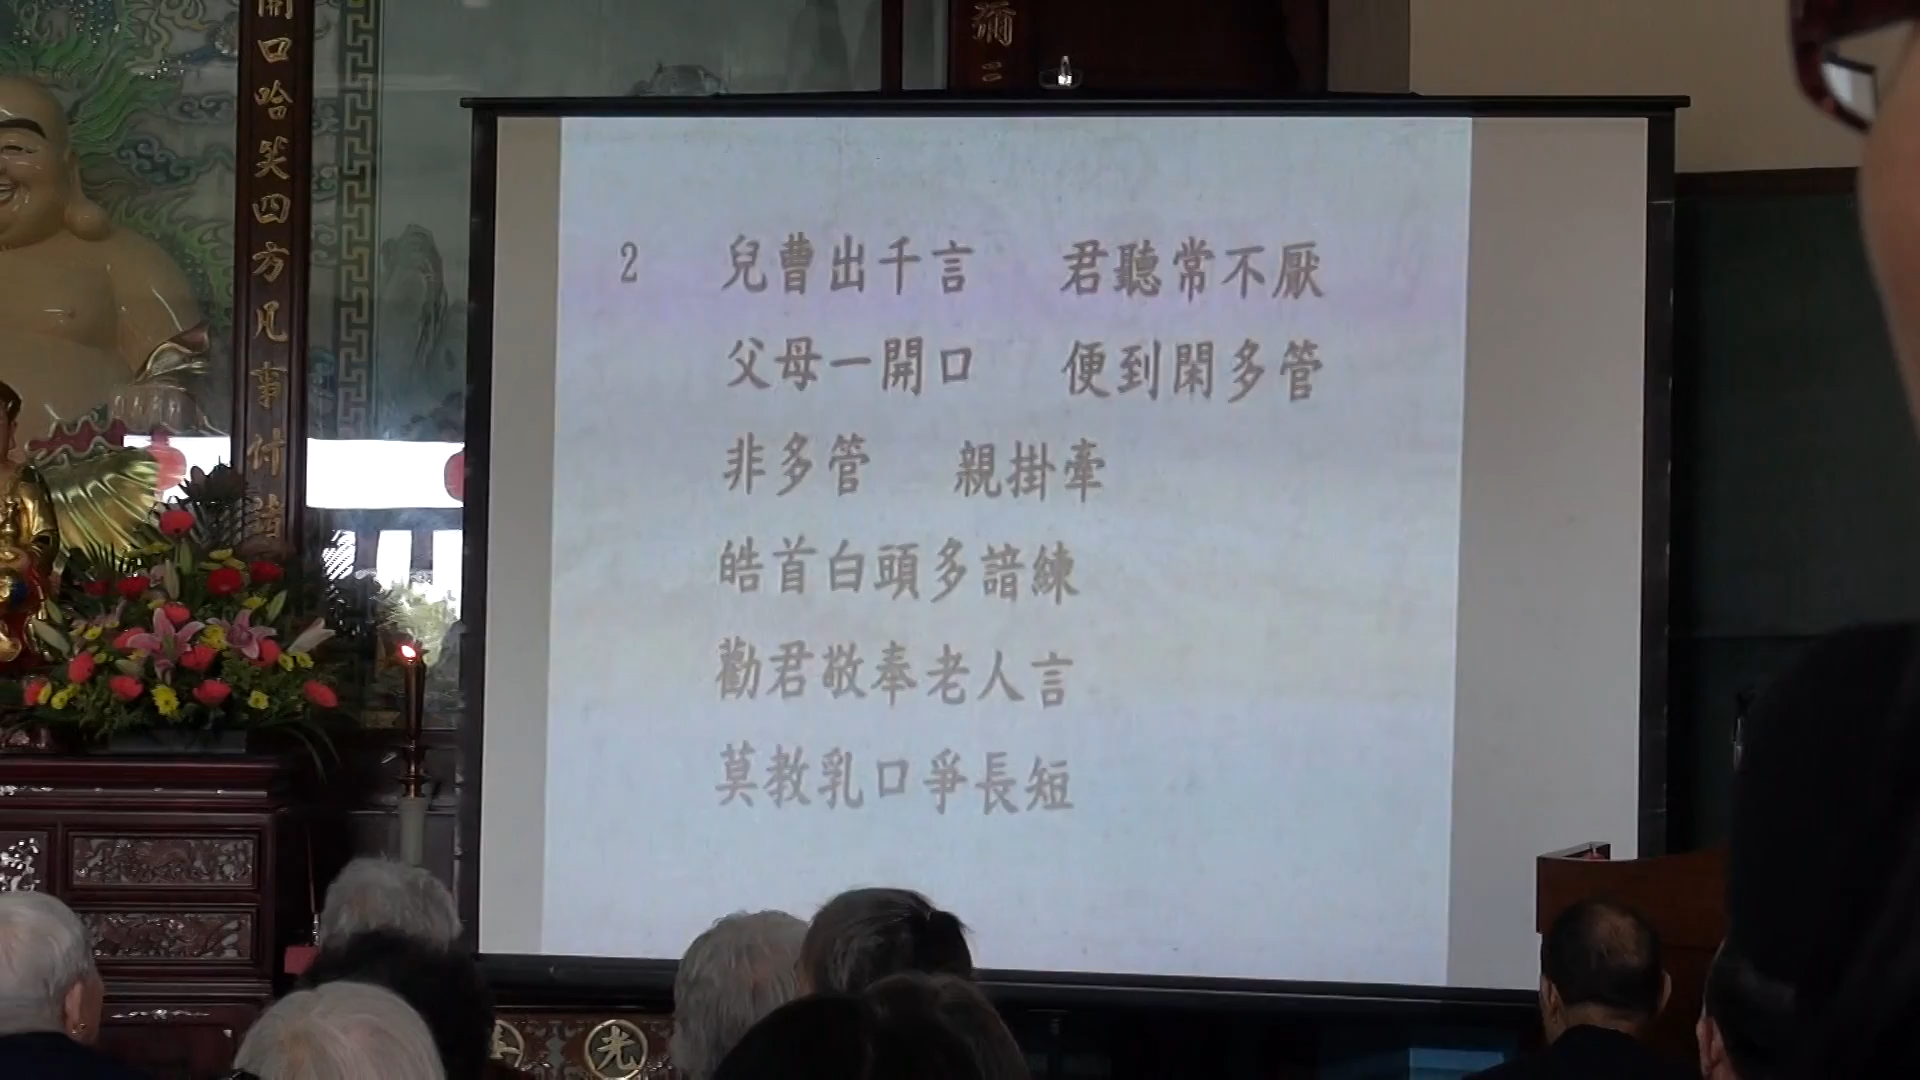 開口哈笑四方凡事付諸
彌
2 兒曹出千言 君聽常不厭
父母一開口 便到閑多管
非多管 親掛牽
皓首白頭多諳練
勸君敬奉老人言
莫教乳口爭長短
光